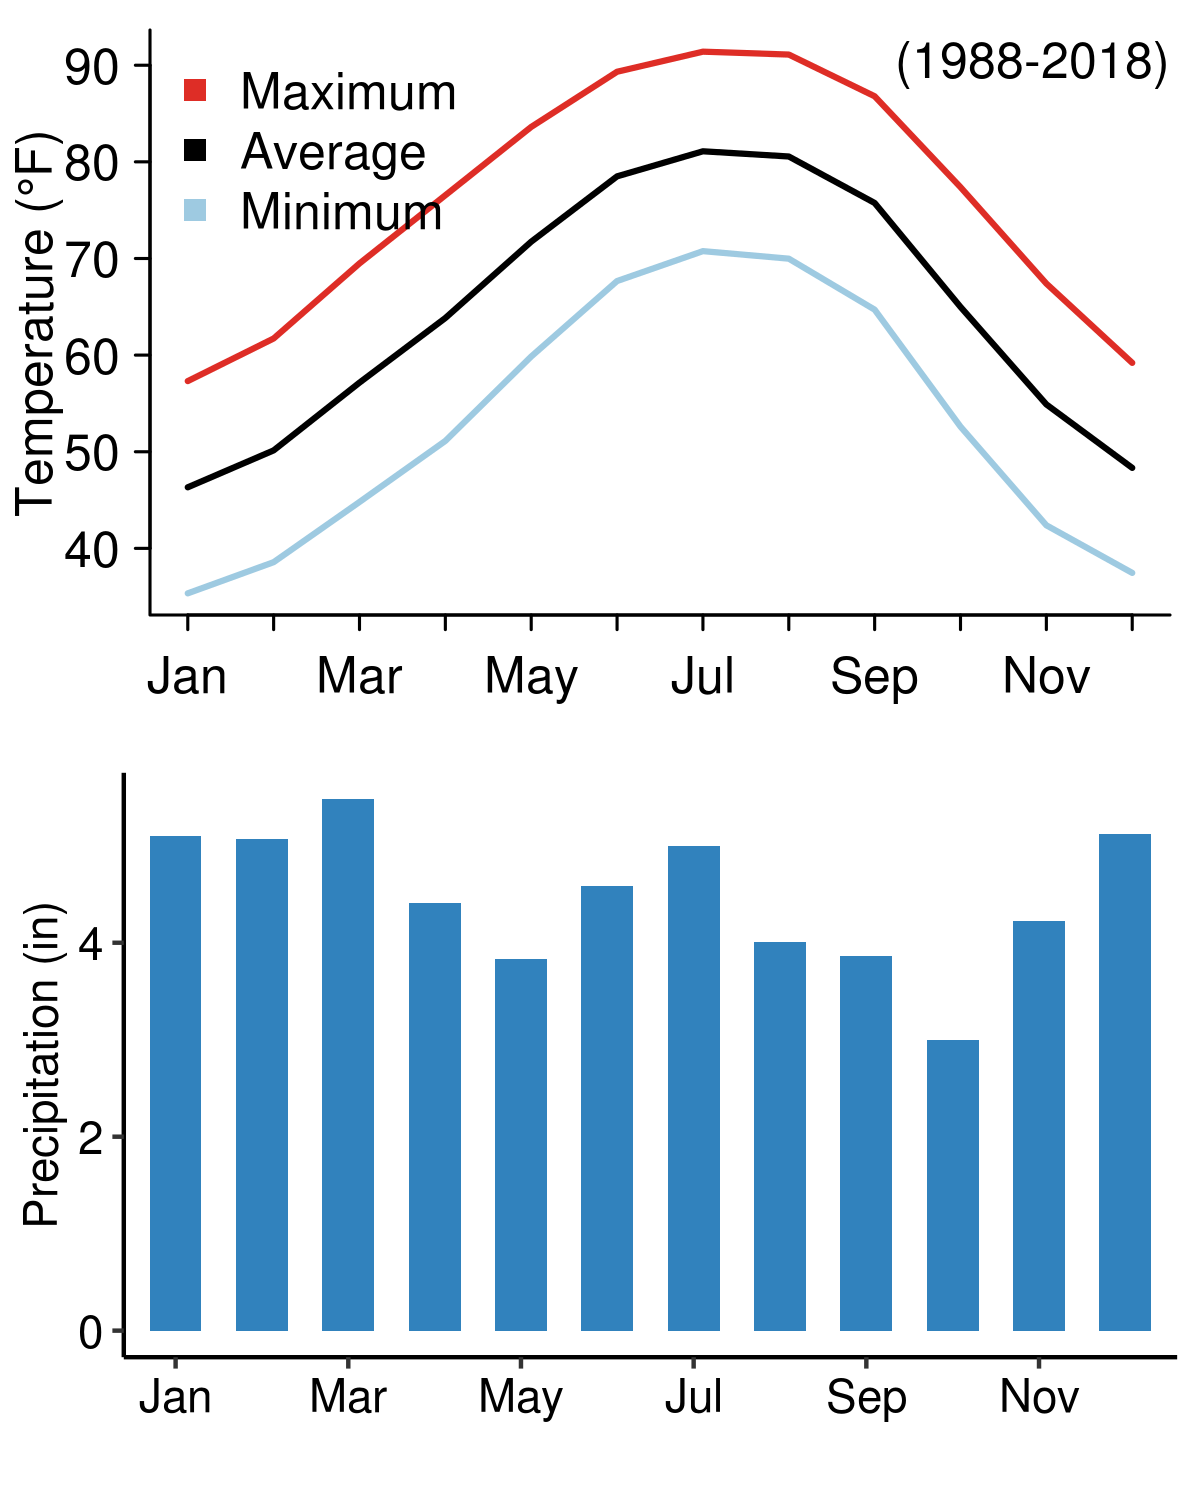 (1988-2018)
Maximum
Average
Minimum
Temperature (°F)
90
80
70
60
50
40
Jan Mar May Jul Sep Nov
Precipitation (in)
4
2
0
Jan Mar May Jul Sep Nov